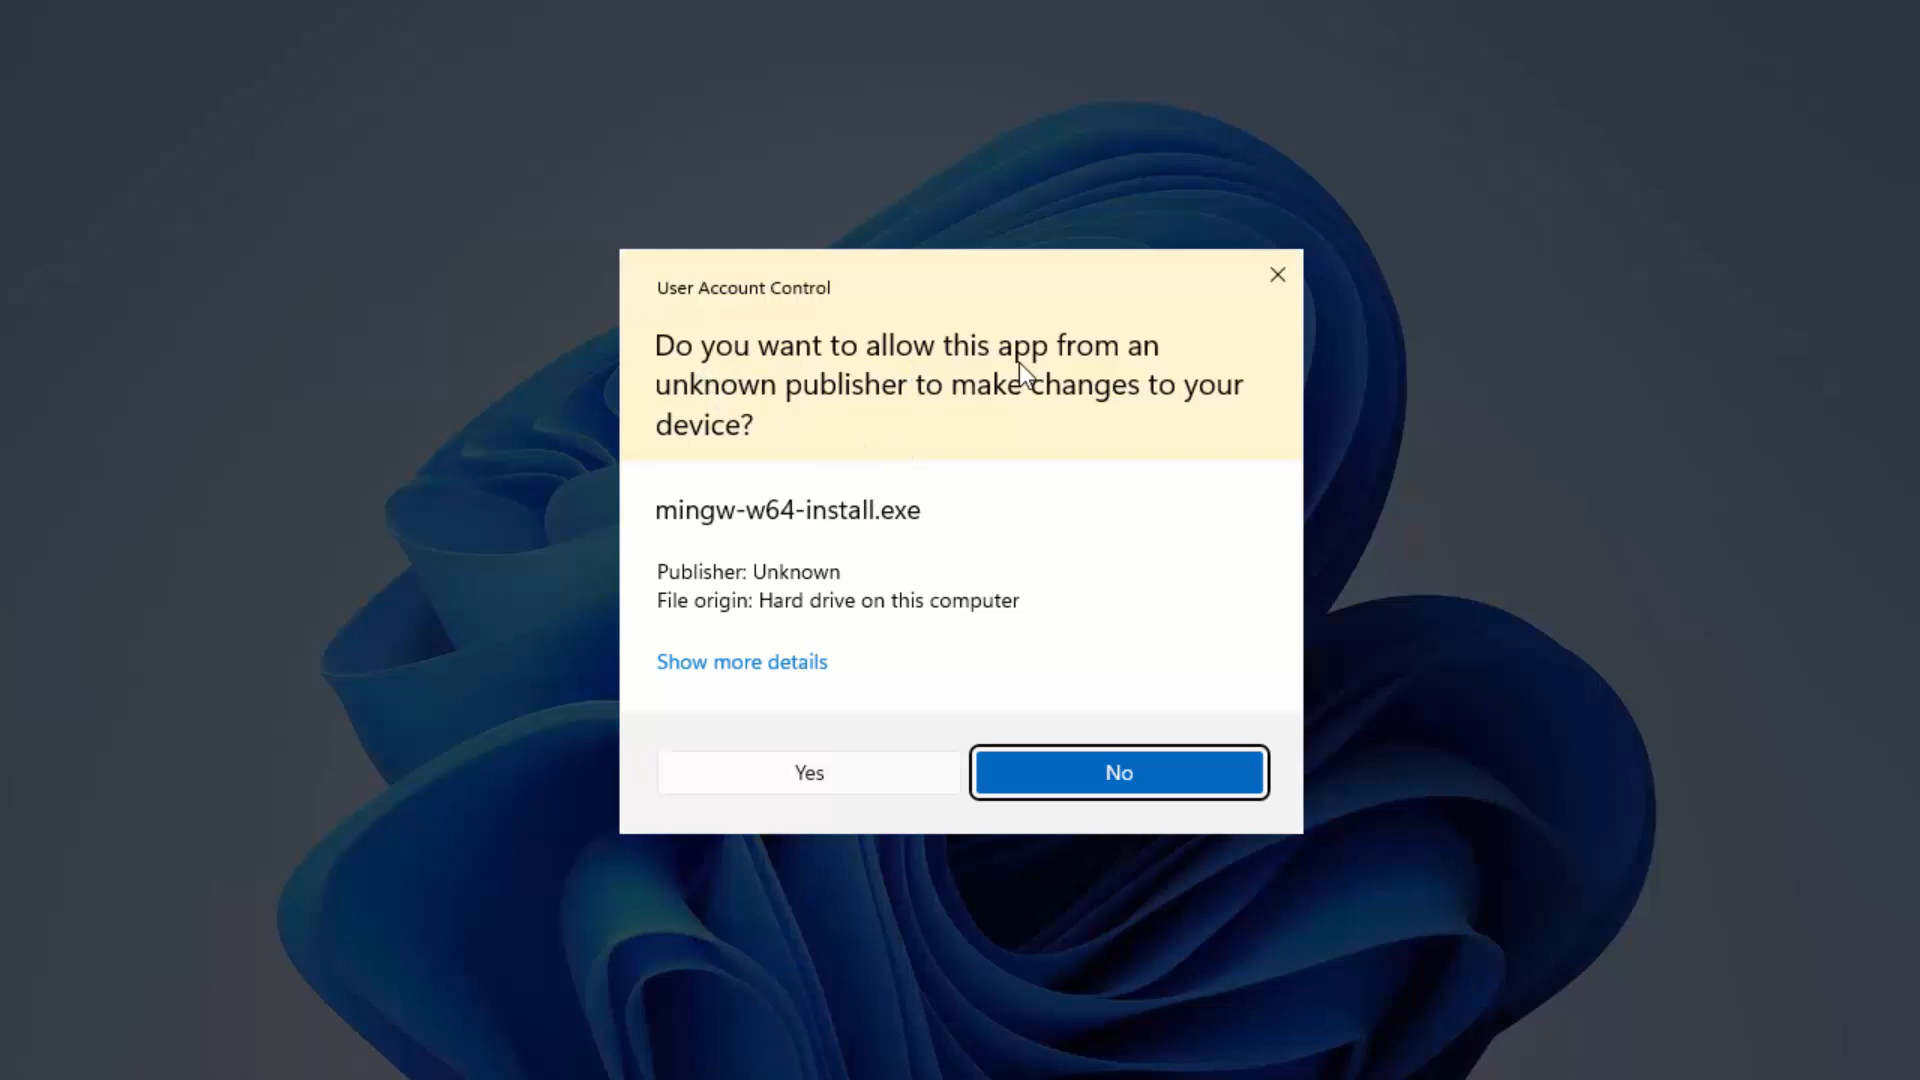 User Account Control
Do you want to allow this app from an
unknown publisher to make changes to your
device?
mingw-w64-install.exe
Publisher: Unknown
File origin: Hard drive on this computer
Show more details
Yes
No